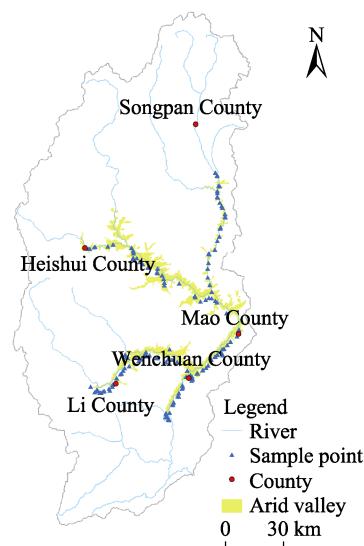 N
Songpan County
Heishui County
Mao County
Wenchuan County
Li County
Legend
River
Sample point
County
Arid valley
0 30 km